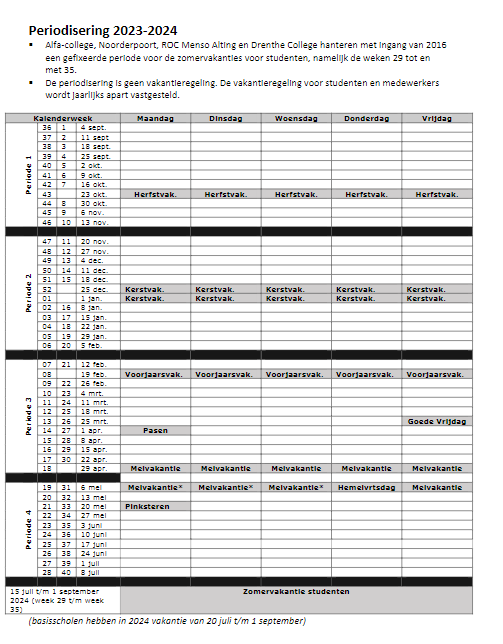 Periodisering 2023-2024
▪ Alfa-college, Noorderpoort, ROC Menso Alting en Drenthe College hanteren met ingang van 2016
een gefixeerde periode voor de zomervakanties voor studenten, namelijk de weken 29 tot en
met 35.
▪ De periodisering is geen vakantieregeling. De vakantieregeling voor studenten en medewerkers
wordt jaarlijks apart vastgesteld.
Kalenderweek Maandag Dinsdag Woensdag Donderdag Vrijdag
Periode 1
36 1 4 sept.
37 2 11 sept
38 3 18 sept.
39 4 25 sept.
40 5 2 okt.
41 6 9 okt.
42 7 16 okt.
43 23 okt. Herfstvak. Herfstvak. Herfstvak. Herfstvak. Herfstvak.
44 8 30 okt.
45 9 6 nov.
46 10 13 nov.
Periode 2
47 11 20 nov.
48 12 27 nov.
49 13 4 dec.
50 14 11 dec.
51 15 18 dec.
52 25 dec. Kerstvak. Kerstvak. Kerstvak. Kerstvak. Kerstvak.
01 1 jan. Kerstvak. Kerstvak. Kerstvak. Kerstvak. Kerstvak.
02 16 8 jan.
03 17 15 jan.
04 18 22 jan.
05 19 29 jan.
06 20 5 feb.
Periode 3
07 21 12 feb.
08 19 feb. Voorjaarsvak. Voorjaarsvak. Voorjaarsvak. Voorjaarsvak. Voorjaarsvak.
09 22 26 feb.
10 23 4 mrt.
11 24 11 mrt.
12 25 18 mrt.
13 26 25 mrt. Goede Vrijdag
14 27 1 apr. Pasen
15 28 8 apr.
16 29 15 apr.
17 30 22 apr.
18 29 apr. Meivakantie Meivakantie Meivakantie Meivakantie Meivakantie
Periode 4
19 31 6 mei Meivakantie* Meivakantie* Meivakantie* Hemelvrtsdag Meivakantie
20 32 13 mei
21 33 20 mei Pinksteren
22 34 27 mei
23 35 3 juni
24 36 10 juni
25 37 17 juni
26 38 24 juni
27 39 1 juli
28 40 8 juli
15 juli t/m 1 september Zomervakantie studenten
2024 (week 29 t/m week
35)
(basisscholen hebben in 2024 vakantie van 20 juli t/m 1 september)